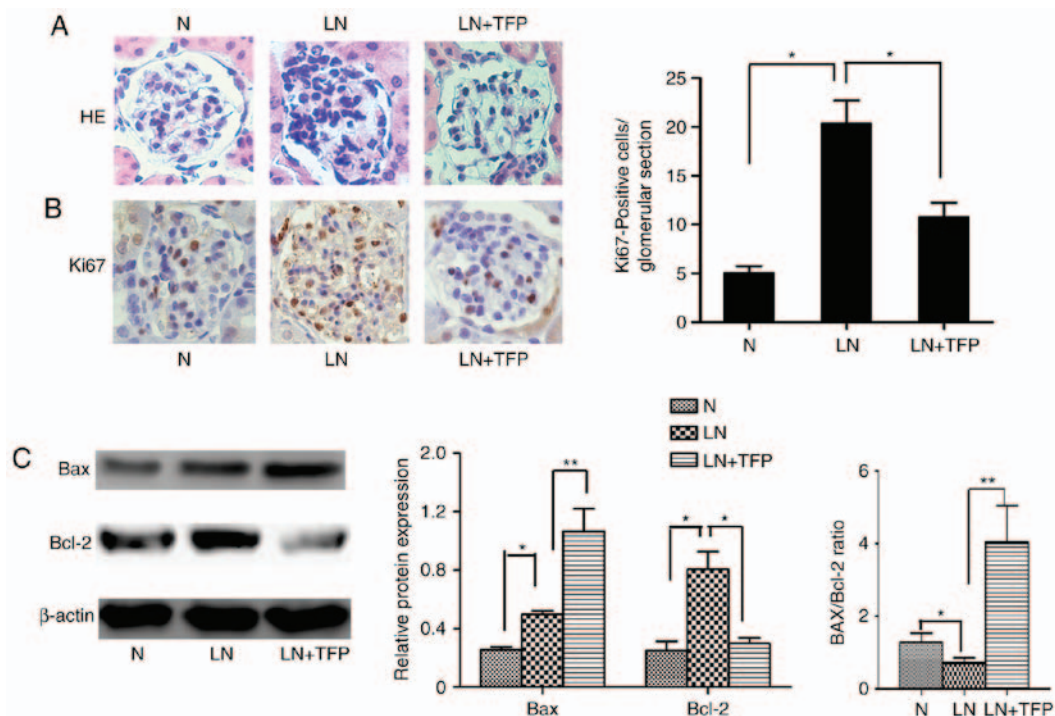 A
N
LN
LN+TFP
HE
B
Ki67
N
LN
LN+TFP
Ki67-Positive cells/
glomerular section
25
20
15
10
5
0
*
*
N
LN
LN+TFP
C
Bax
Bcl-2
β-actin
N
LN
LN+TFP
N
LN
LN+TFP
Relative protein expression
2.0
1.2
0.8
0.4
0
*
**
*
*
Bax
Bcl-2
BAX/Bcl-2 ratio
6
4
2
0
*
**
N
LN
LN+TFP